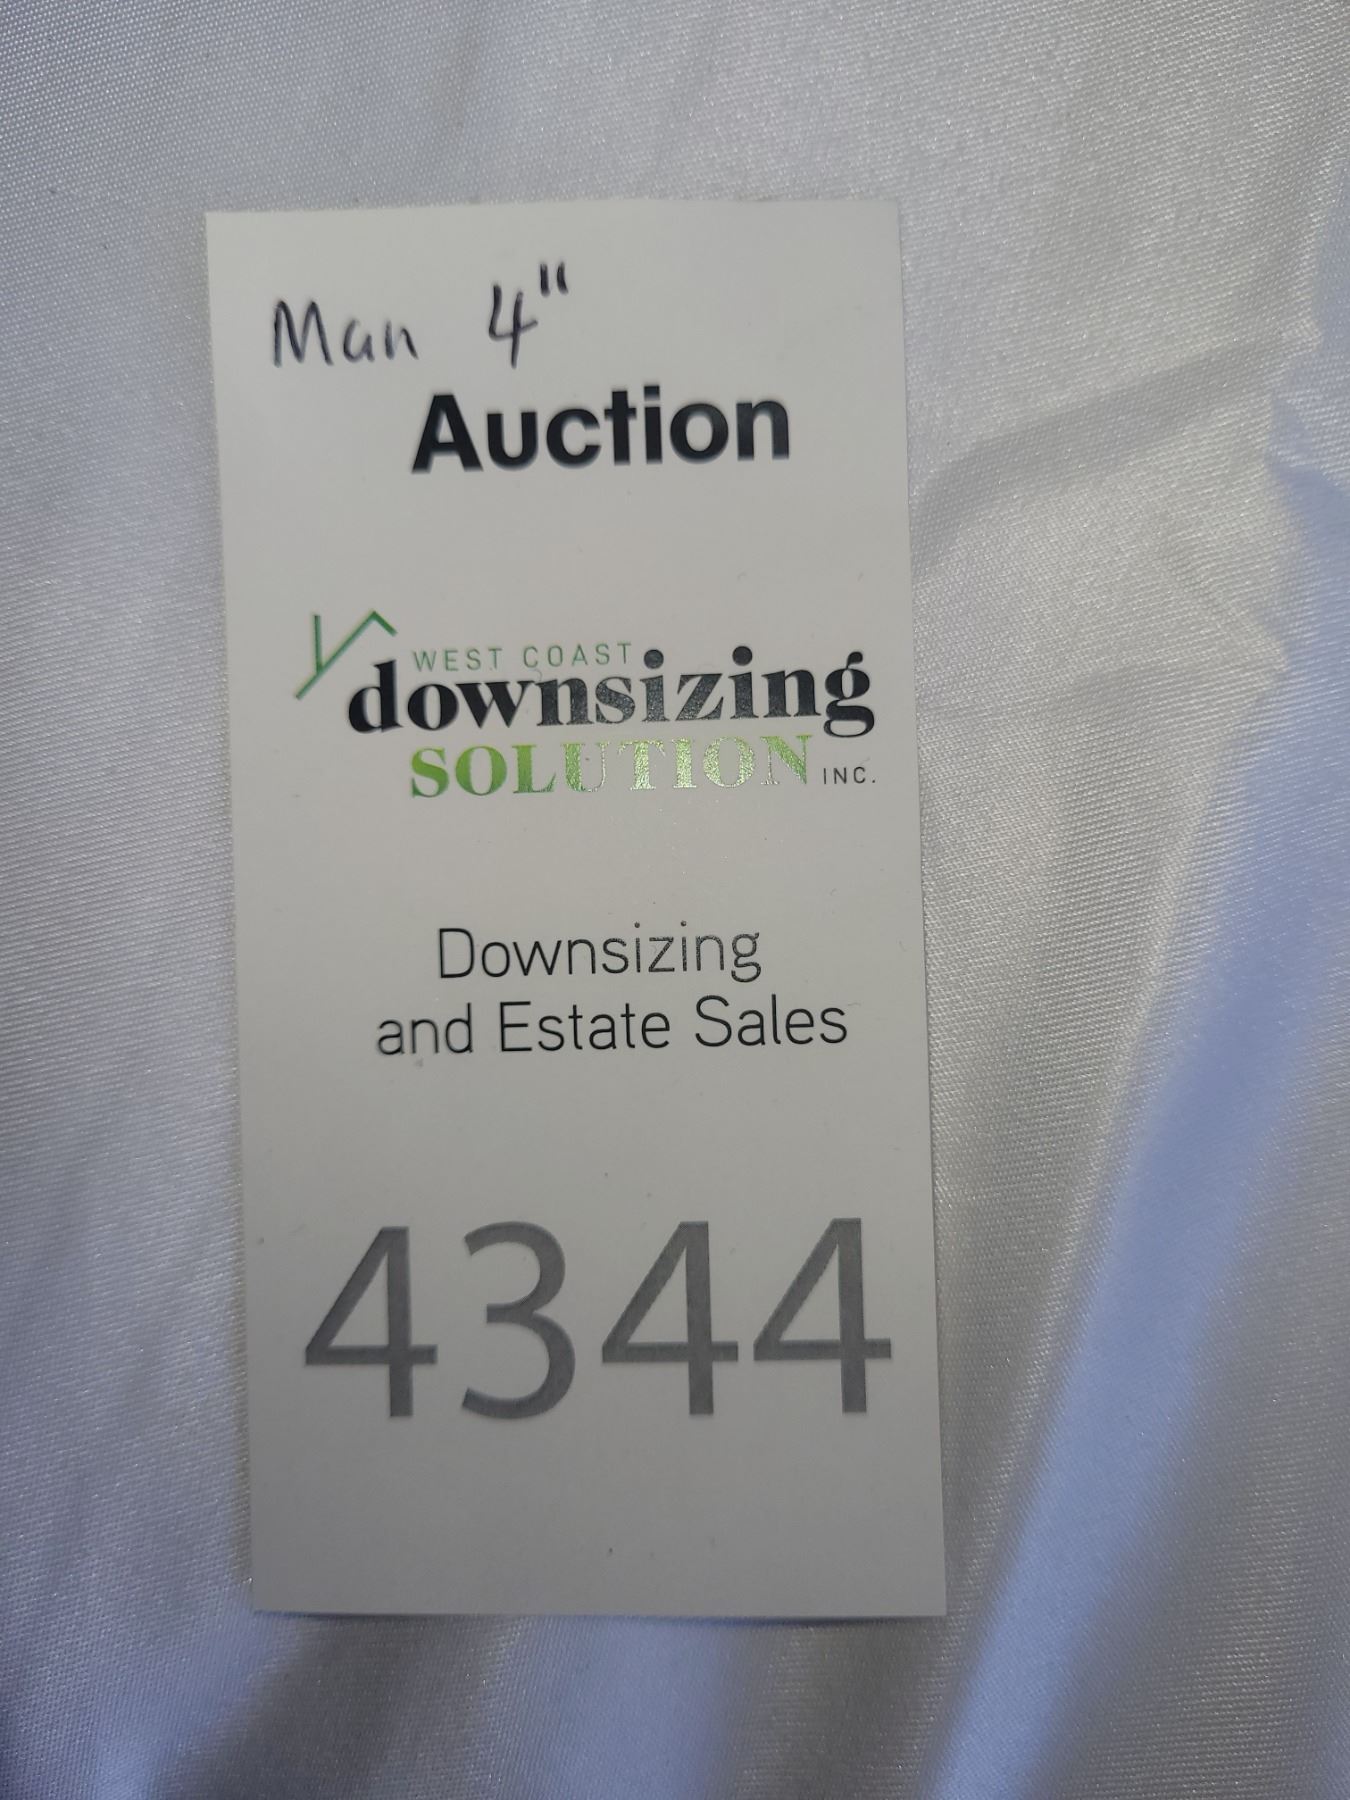 Man 4"
Auction
WEST COAST
downsizing
SOLUTION INC.
Downsizing
and Estate Sales
4344